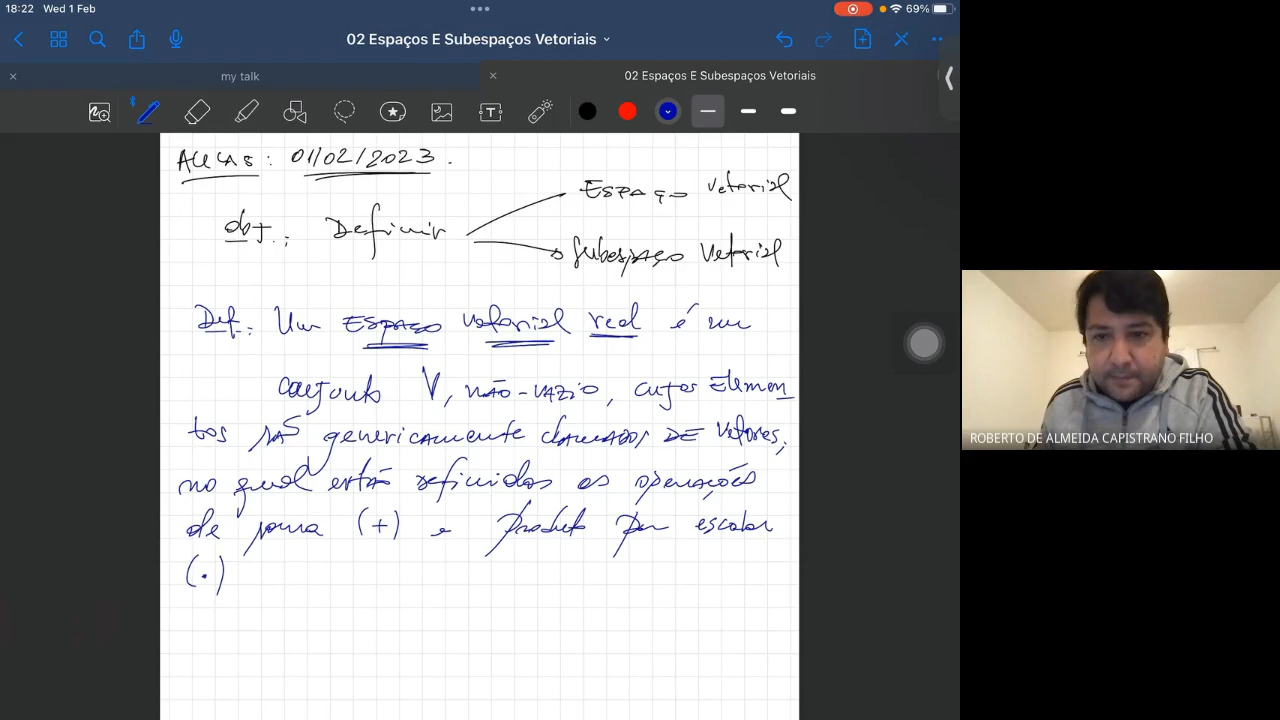 18:22 Wed 1 Feb
69%
02 Espaços E Subespaços Vetoriais
my talk
02 Espaços E Subespaços Vetoriais
AULAS: 01/02/2023.
Espaço Vetorial
obj.: Definir
Subespaço Vetorial
Def.: Um ESPAÇO vetorial real é um
conjunto V, NÃO-VAZIO, cujos Elemen
tos são genericamente chamados DE Vetores,
no qual estão definidas as operações
de soma (+) e produto por escalar
(·)
ROBERTO DE ALMEIDA CAPISTRANO FILHO